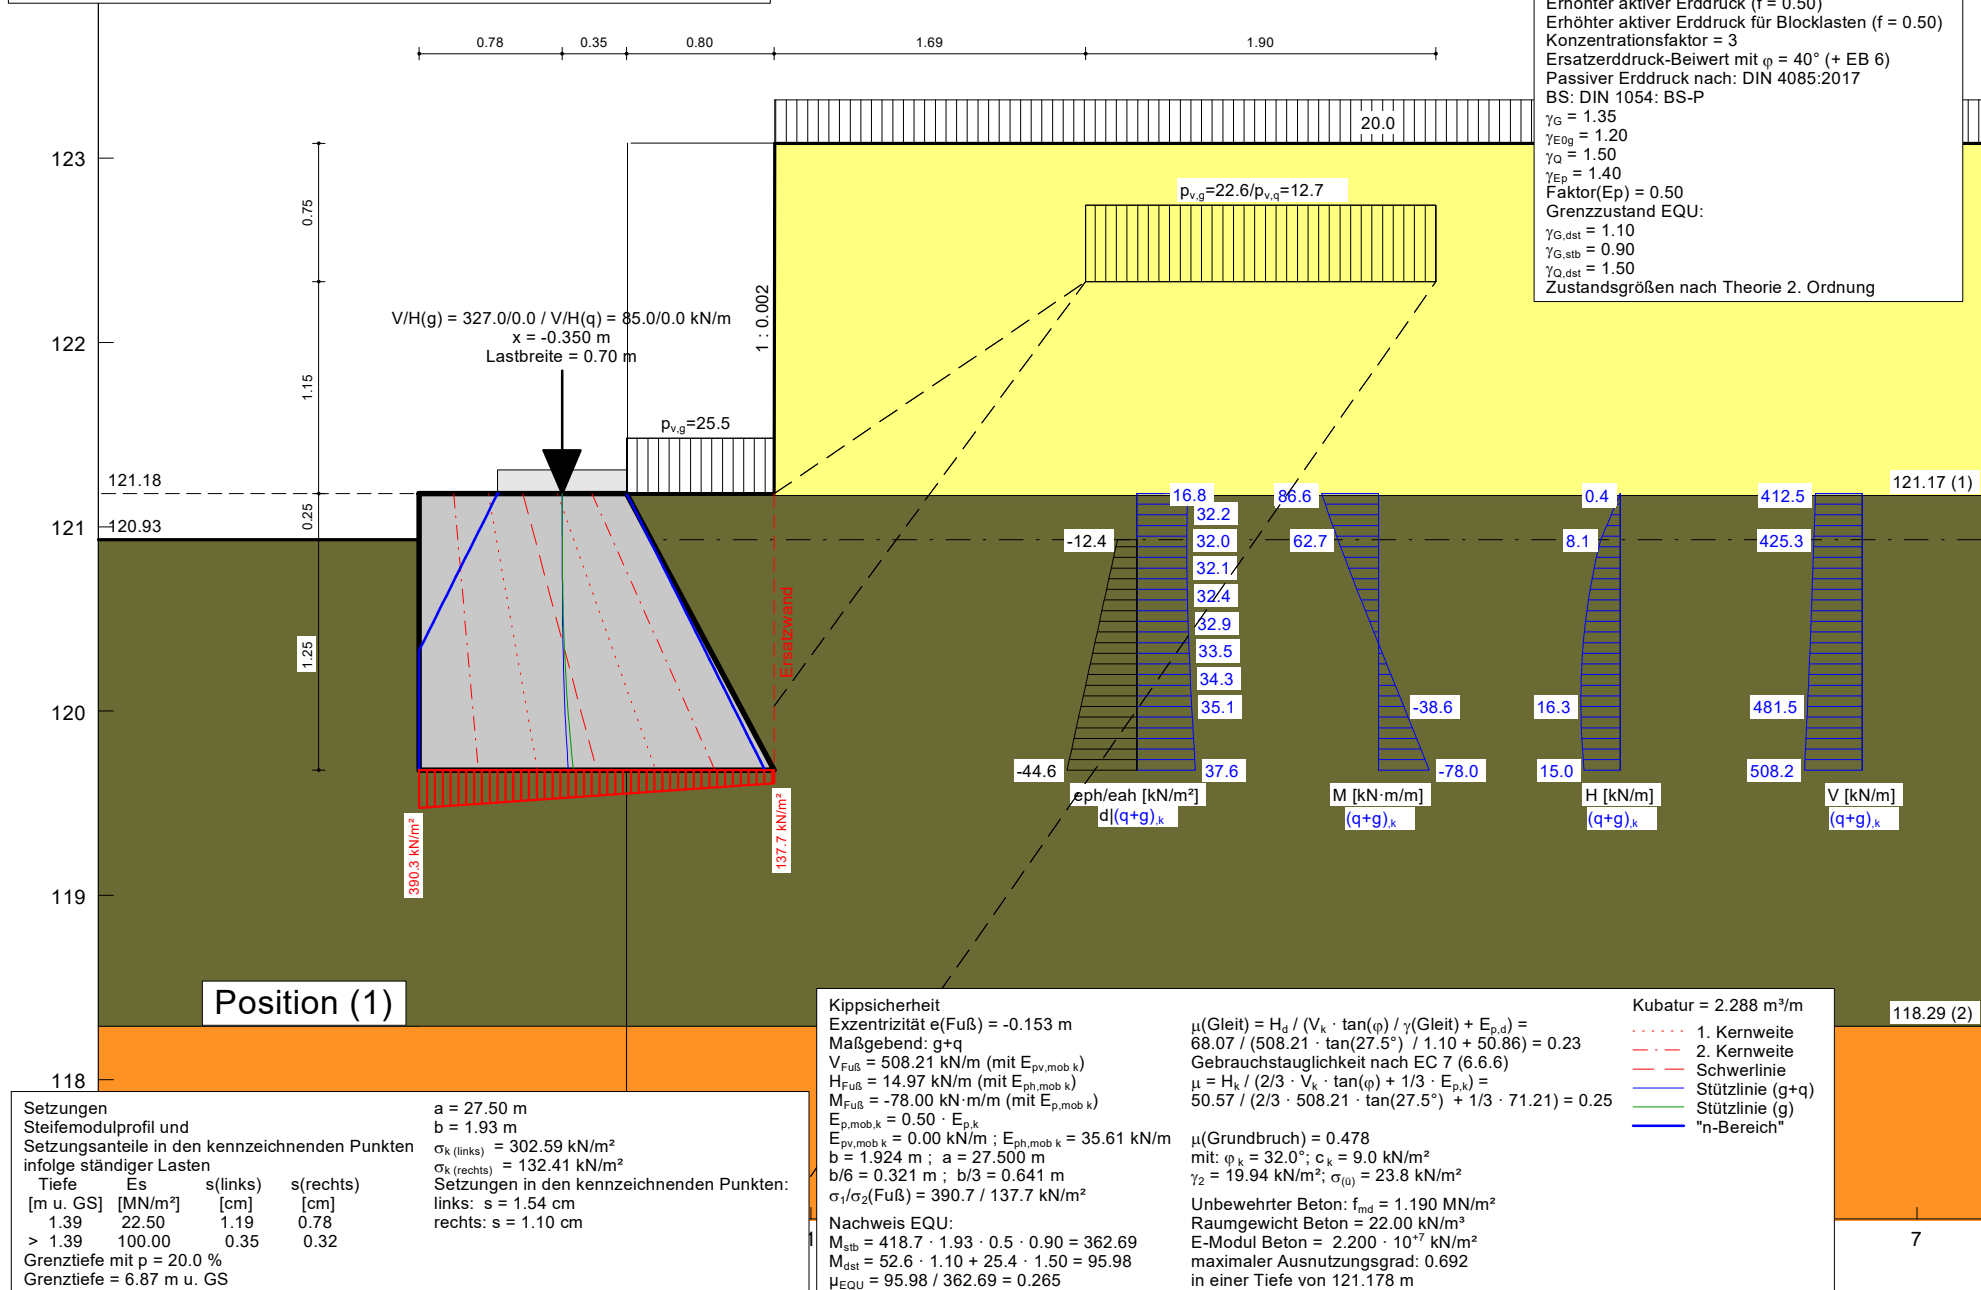 Erhöhter aktiver Erddruck (f = 0.50)
Erhöhter aktiver Erddruck für Blocklasten (f = 0.50)
Konzentrationsfaktor = 3
Ersatzerddruck-Beiwert mit φ = 40° (+ EB 6)
Passiver Erddruck nach: DIN 4085:2017
BS: DIN 1054: BS-P
γG = 1.35
γE0g = 1.20
γQ = 1.50
γEp = 1.40
Faktor(Ep) = 0.50
Grenzzustand EQU:
γG,dst = 1.10
γG,stb = 0.90
γQ,dst = 1.50
Zustandsgrößen nach Theorie 2. Ordnung
0.78 0.35 0.80 1.69 1.90
20.0
123
0.75
pv,g=22.6/pv,q=12.7
1 : 0.002
V/H(g) = 327.0/0.0 / V/H(q) = 85.0/0.0 kN/m
x = -0.350 m
Lastbreite = 0.70 m
122
1.15
pv,g=25.5
121.18
121.17 (1)
0.25
121
120.93
16.8
32.2
32.0
32.1
32.4
32.9
33.5
34.3
35.1
37.6
-12.4
-44.6
eph/eah [kN/m²]
d|(q+g),k
86.6
62.7
-38.6
-78.0
M [kN·m/m]
(q+g),k
0.4
8.1
16.3
15.0
H [kN/m]
(q+g),k
412.5
425.3
481.5
508.2
V [kN/m]
(q+g),k
1.25
Ersatzwand
120
390.3 kN/m²
137.7 kN/m²
119
Position (1)
118.29 (2)
118
7
Setzungen
Steifemodulprofil und
Setzungsanteile in den kennzeichnenden Punkten
infolge ständiger Lasten
Tiefe Es s(links) s(rechts)
[m u. GS] [MN/m²] [cm] [cm]
1.39 22.50 1.19 0.78
> 1.39 100.00 0.35 0.32
Grenztiefe mit p = 20.0 %
Grenztiefe = 6.87 m u. GS
a = 27.50 m
b = 1.93 m
σk (links) = 302.59 kN/m²
σk (rechts) = 132.41 kN/m²
Setzungen in den kennzeichnenden Punkten:
links: s = 1.54 cm
rechts: s = 1.10 cm
Kippsicherheit
Exzentrizität e(Fuß) = -0.153 m
Maßgebend: g+q
VFuß = 508.21 kN/m (mit Epv,mob k)
HFuß = 14.97 kN/m (mit Eph,mob k)
MFuß = -78.00 kN·m/m (mit Ep,mob k)
Ep,mob,k = 0.50 · Ep,k
Epv,mob k = 0.00 kN/m ; Eph,mob k = 35.61 kN/m
b = 1.924 m ; a = 27.500 m
b/6 = 0.321 m ; b/3 = 0.641 m
σ1/σ2(Fuß) = 390.7 / 137.7 kN/m²
Nachweis EQU:
Mstb = 418.7 · 1.93 · 0.5 · 0.90 = 362.69
Mdst = 52.6 · 1.10 + 25.4 · 1.50 = 95.98
μEQU = 95.98 / 362.69 = 0.265
μ(Gleit) = Hd / (Vk · tan(φ) / γ(Gleit) + Ep,d) =
68.07 / (508.21 · tan(27.5°) / 1.10 + 50.86) = 0.23
Gebrauchstauglichkeit nach EC 7 (6.6.6)
μ = Hk / (2/3 · Vk · tan(φ) + 1/3 · Ep,k) =
50.57 / (2/3 · 508.21 · tan(27.5°) + 1/3 · 71.21) = 0.25
μ(Grundbruch) = 0.478
mit: φk = 32.0°; ck = 9.0 kN/m²
γ2 = 19.94 kN/m²; σ(ü) = 23.8 kN/m²
Unbewehrter Beton: fmd = 1.190 MN/m²
Raumgewicht Beton = 22.00 kN/m³
E-Modul Beton = 2.200 · 10+7 kN/m²
maximaler Ausnutzungsgrad: 0.692
in einer Tiefe von 121.178 m
Kubatur = 2.288 m³/m
1. Kernweite
2. Kernweite
Schwerlinie
Stützlinie (g+q)
Stützlinie (g)
"n-Bereich"